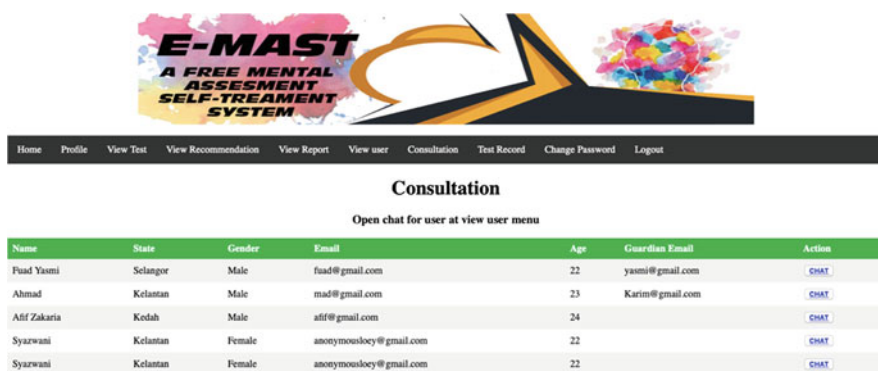 E-MAST
A FREE MENTAL
ASSESMENT
SELF-TREAMENT
SYSTEM
Home Profile View Test View Recommendation View Report View user Consultation Test Record Change Password Logout
Consultation
Open chat for user at view user menu
Name State Gender Email Age Guardian Email Action
Fuad Yasmi Selangor Male fuad@gmail.com 22 yasmi@gmail.com CHAT
Ahmad Kelantan Male mad@gmail.com 23 Karim@gmail.com CHAT
Afif Zakaria Kedah Male afif@gmail.com 24 CHAT
Syazwani Kelantan Female anonymousloey@gmail.com 22 CHAT
Syazwani Kelantan Female anonymousloey@gmail.com 22 CHAT